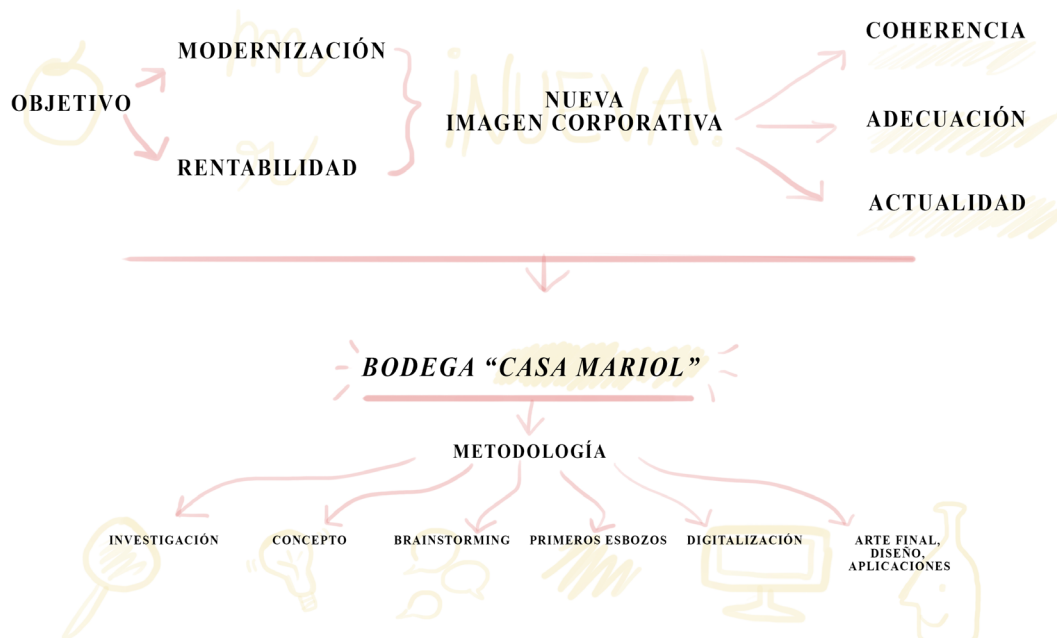 OBJETIVO
MODERNIZACIÓN
RENTABILIDAD
¡NUEVA!
NUEVA
IMAGEN CORPORATIVA
COHERENCIA
ADECUACIÓN
ACTUALIDAD
BODEGA “CASA MARIOL”
METODOLOGÍA
INVESTIGACIÓN
CONCEPTO
BRAINSTORMING
PRIMEROS ESBOZOS
DIGITALIZACIÓN
ARTE FINAL,
DISEÑO,
APLICACIONES